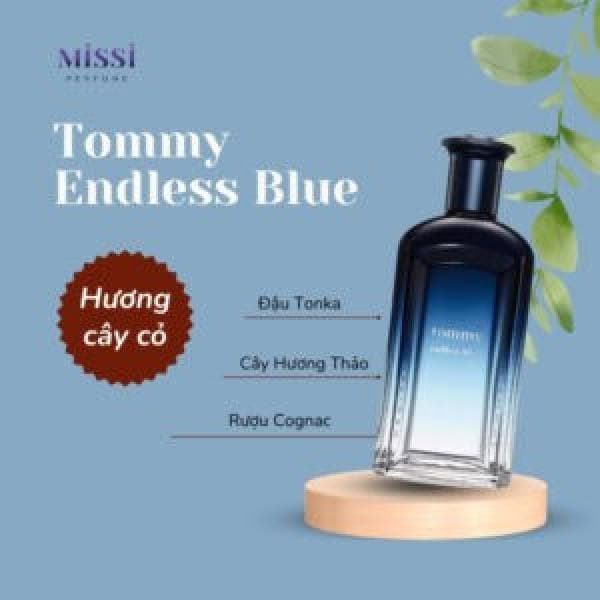 MiSSi
PERFUME
Tommy
Endless Blue
Hương
cây cỏ
Đậu Tonka
Cây Hương Thảo
Rượu Cognac
tommy